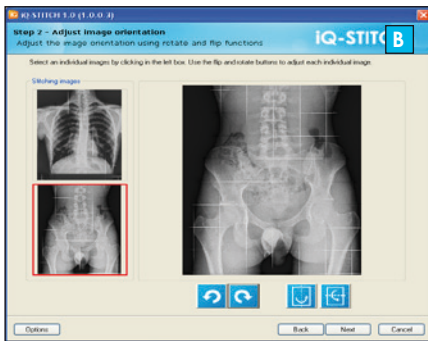 iQ-STITCH 1.0 (1.0.0.3)
Step 2 - Adjust image orientation
Adjust the image orientation using rotate and flip functions
iQ-STITC
B
Select an individual images by clicking in the left box. Use the flip and rotate buttons to adjust each individual image.
Stitching images
Options
Back
Next
Cancel